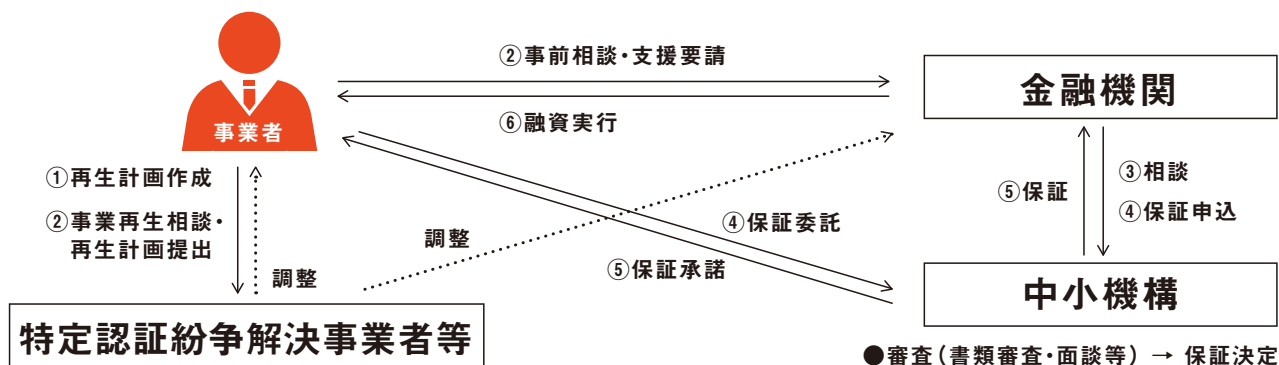 ②事前相談・支援要請
金融機関
事業者
⑥融資実行
①再生計画作成
②事業再生相談・
再生計画提出
調整
調整
④保証委託
⑤保証承諾
⑤保証
③相談
④保証申込
中小機構
特定認証紛争解決事業者等
●審査（書類審査・面談等） → 保証決定